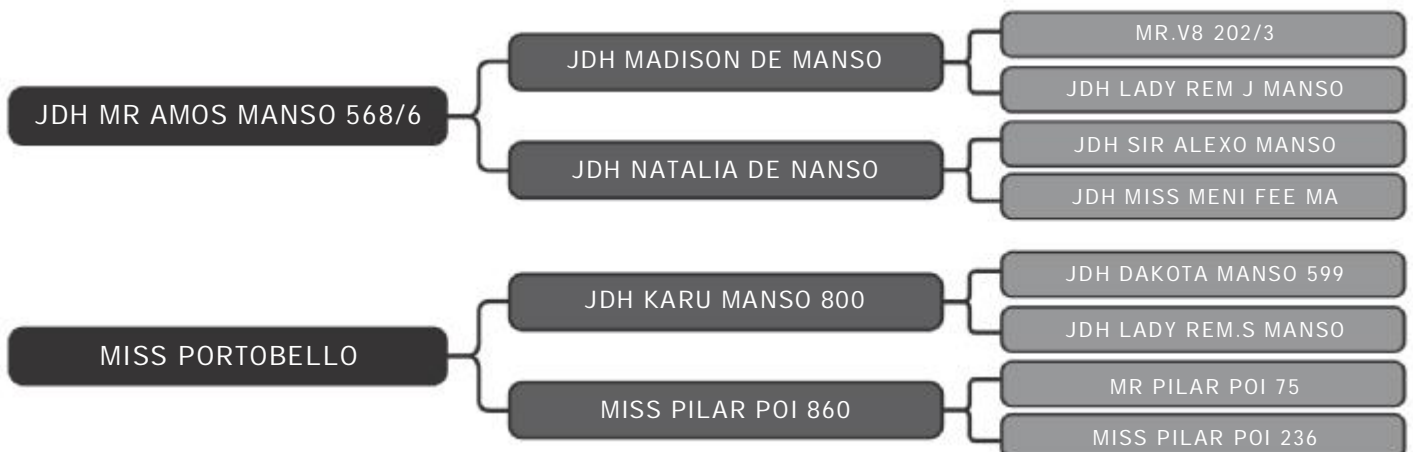 JDH MR AMOS MANSO 568/6
JDH MADISON DE MANSO
MR.V8 202/3
JDH LADY REM J MANSO
JDH NATALIA DE NANSO
JDH SIR ALEXO MANSO
JDH MISS MENI FEE MA
MISS PORTOBELLO
JDH KARU MANSO 800
JDH DAKOTA MANSO 599
JDH LADY REM.S MANSO
MISS PILAR POI 860
MR PILAR POI 75
MISS PILAR POI 236